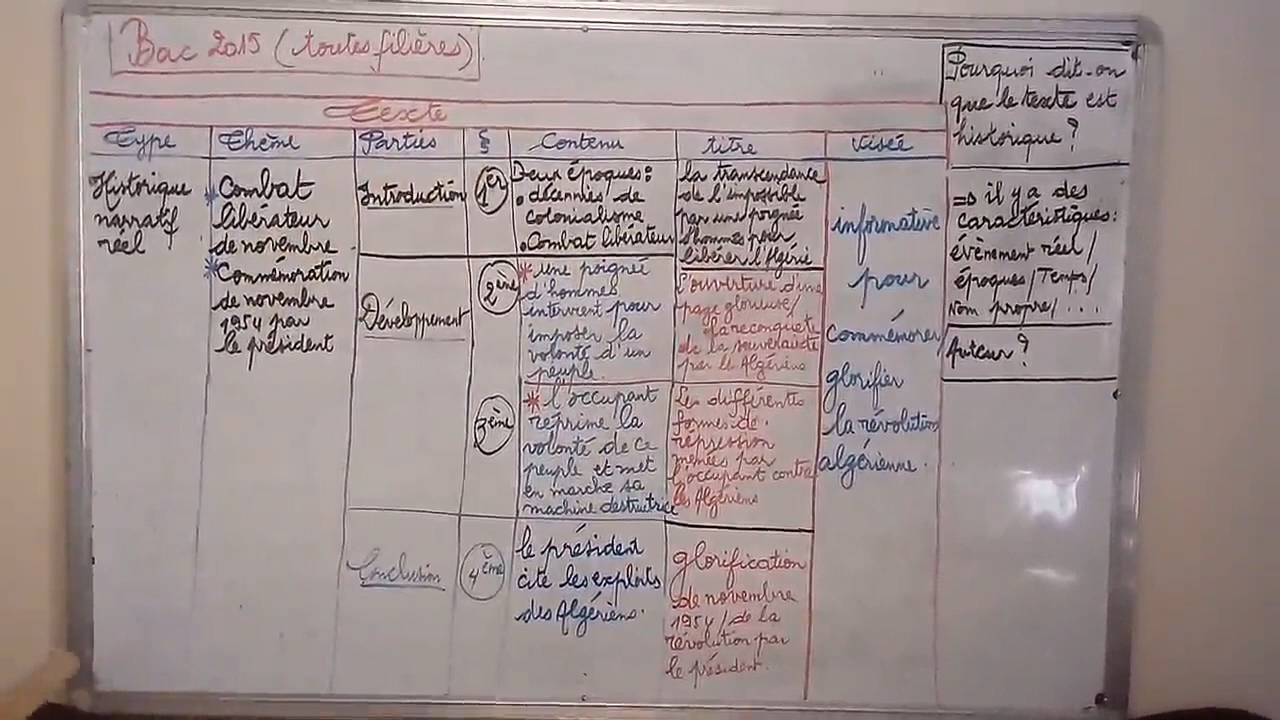 Bac 2015 (toutes filières)
Texte
Type
Thème
Parties
§
Contenu
titre
visée
Historique
narratif
réel
* Combat
libérateur
de novembre
* Commémoration
de novembre
1954 par
le président
Introduction
1er
Deux époques:
• décennies de
colonialisme
• Combat libérateur
la transcendance
de l'impossible
par une poignée
d'hommes pour
libérer l'Algérie
Développement
2ème
* une poignée
d'hommes
intervient pour
imposer la
volonté d'un
peuple.
l'ouverture d'une
page glorieuse/
la reconquete
de la souveraineté
par les Algériens
3ème
* l'occupant
réprime la
volonté de ce
peuple et met
en marche sa
machine destructrice
Les différentes
formes de
répression
menées par
l'occupant contre
les Algériens
Conclusion
4ème
le président
cite les exploits
des Algériens.
glorification
de novembre
1954/de la
révolution par
le président.
informative
pour
commémorer/
glorifier
la révolution
algérienne.
Pourquoi dit-on
que le texte est
historique?
=> il y a des
caractéristiques:
évènement réel/
époques/Temps/
Nom propre/...
Auteur?